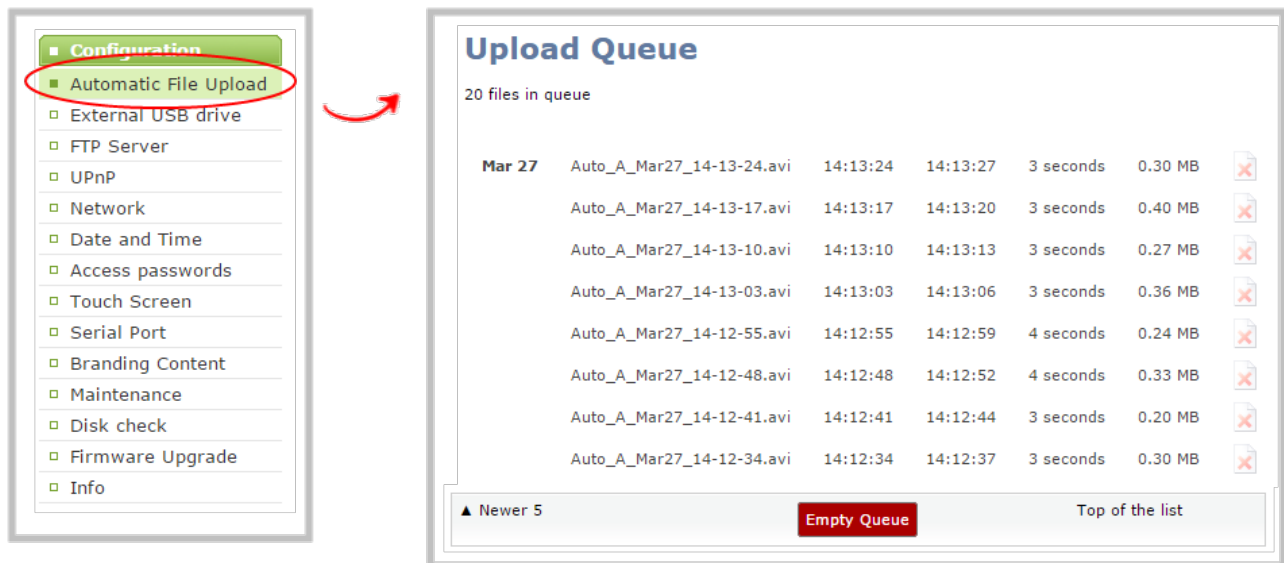 Configuration
Automatic File Upload
External USB drive
FTP Server
UPnP
Network
Date and Time
Access passwords
Touch Screen
Serial Port
Branding Content
Maintenance
Disk check
Firmware Upgrade
Info
Upload Queue
20 files in queue
Mar 27 Auto_A_Mar27_14-13-24.avi 14:13:24 14:13:27 3 seconds 0.30 MB
Auto_A_Mar27_14-13-17.avi 14:13:17 14:13:20 3 seconds 0.40 MB
Auto_A_Mar27_14-13-10.avi 14:13:10 14:13:13 3 seconds 0.27 MB
Auto_A_Mar27_14-13-03.avi 14:13:03 14:13:06 3 seconds 0.36 MB
Auto_A_Mar27_14-12-55.avi 14:12:55 14:12:59 4 seconds 0.24 MB
Auto_A_Mar27_14-12-48.avi 14:12:48 14:12:52 4 seconds 0.33 MB
Auto_A_Mar27_14-12-41.avi 14:12:41 14:12:44 3 seconds 0.20 MB
Auto_A_Mar27_14-12-34.avi 14:12:34 14:12:37 3 seconds 0.30 MB
▲ Newer 5 Empty Queue Top of the list